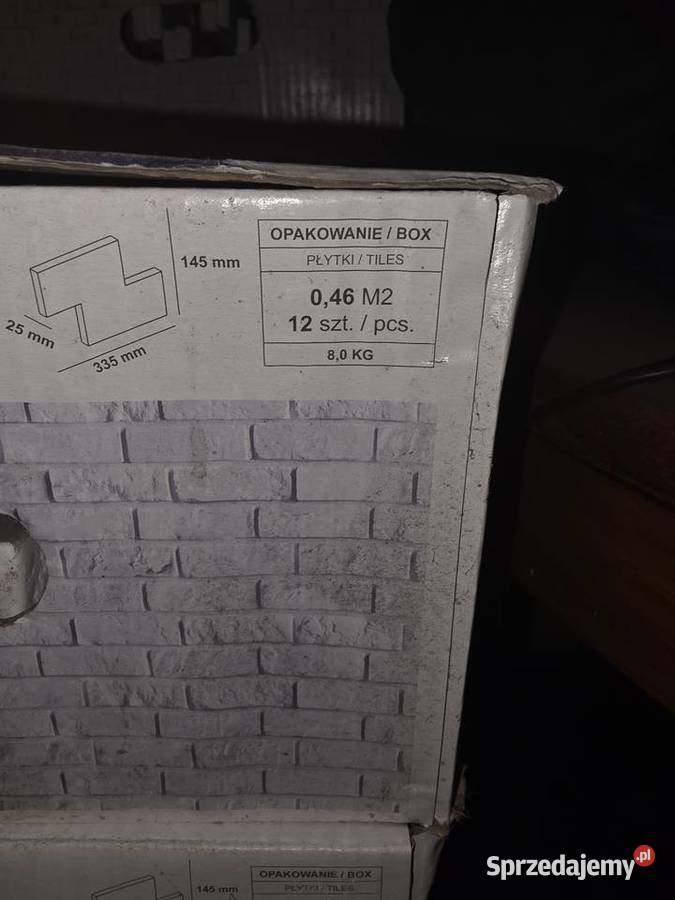 145 mm
25 mm
335 mm
OPAKOWANIE / BOX
PŁYTKI / TILES
0,46 M2
12 szt. / pcs.
8,0 KG
145 mm
OPAKOWANIE / BOX
PŁYTKI / TILES
Sprzedajemy.pl